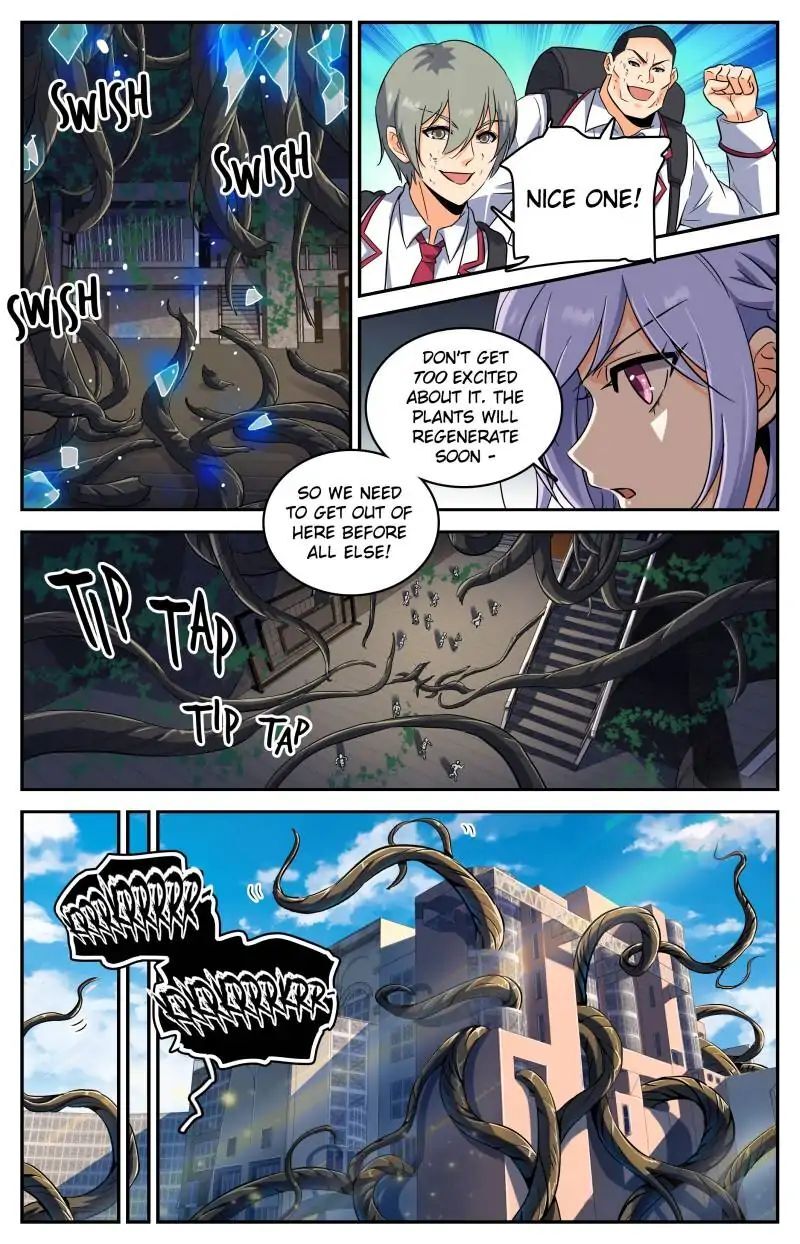 SWISH
SWISH
SWISH
NICE ONE!
DON'T GET
TOO EXCITED
ABOUT IT. THE
PLANTS WILL
REGENERATE
SOON -
SO WE NEED
TO GET OUT OF
HERE BEFORE
ALL ELSE!
TIP
TAP
TIP TAP